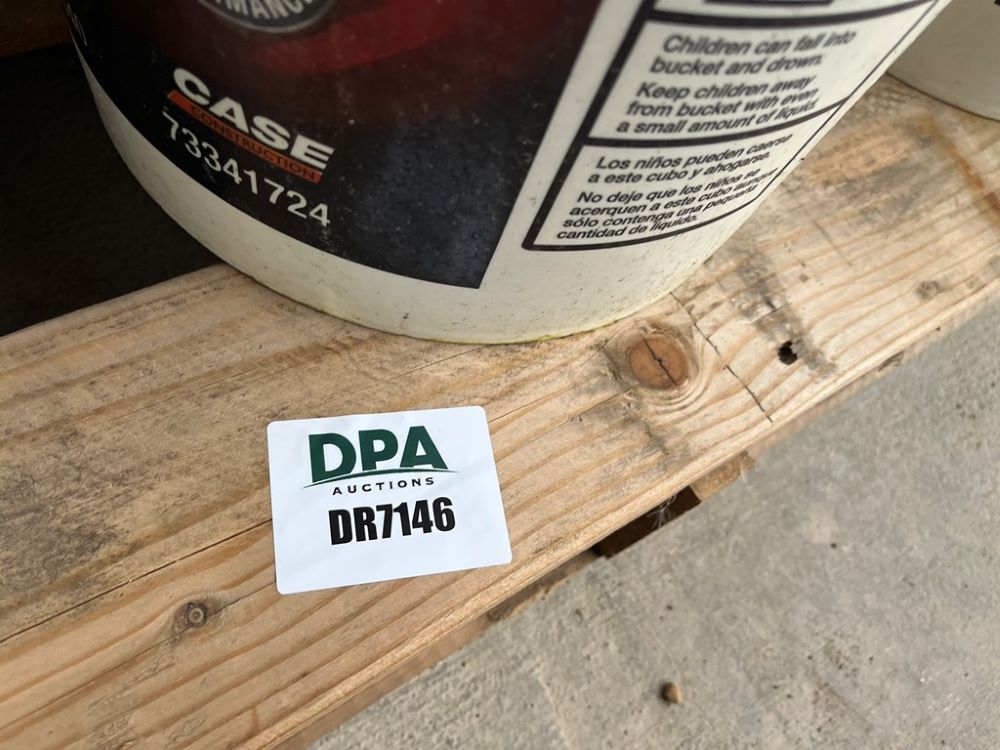 CASE
CONSTRUCTION
73341724
Children can fall into
bucket and drown.
Keep children away
from bucket with even
a small amount of liquid.
Los niños pueden caerse
a este cubo y ahogarse.
No deje que los niños se
acerquen a este cubo aunque
sólo contenga una pequeña
cantidad de líquido.
DPA
AUCTIONS
DR7146